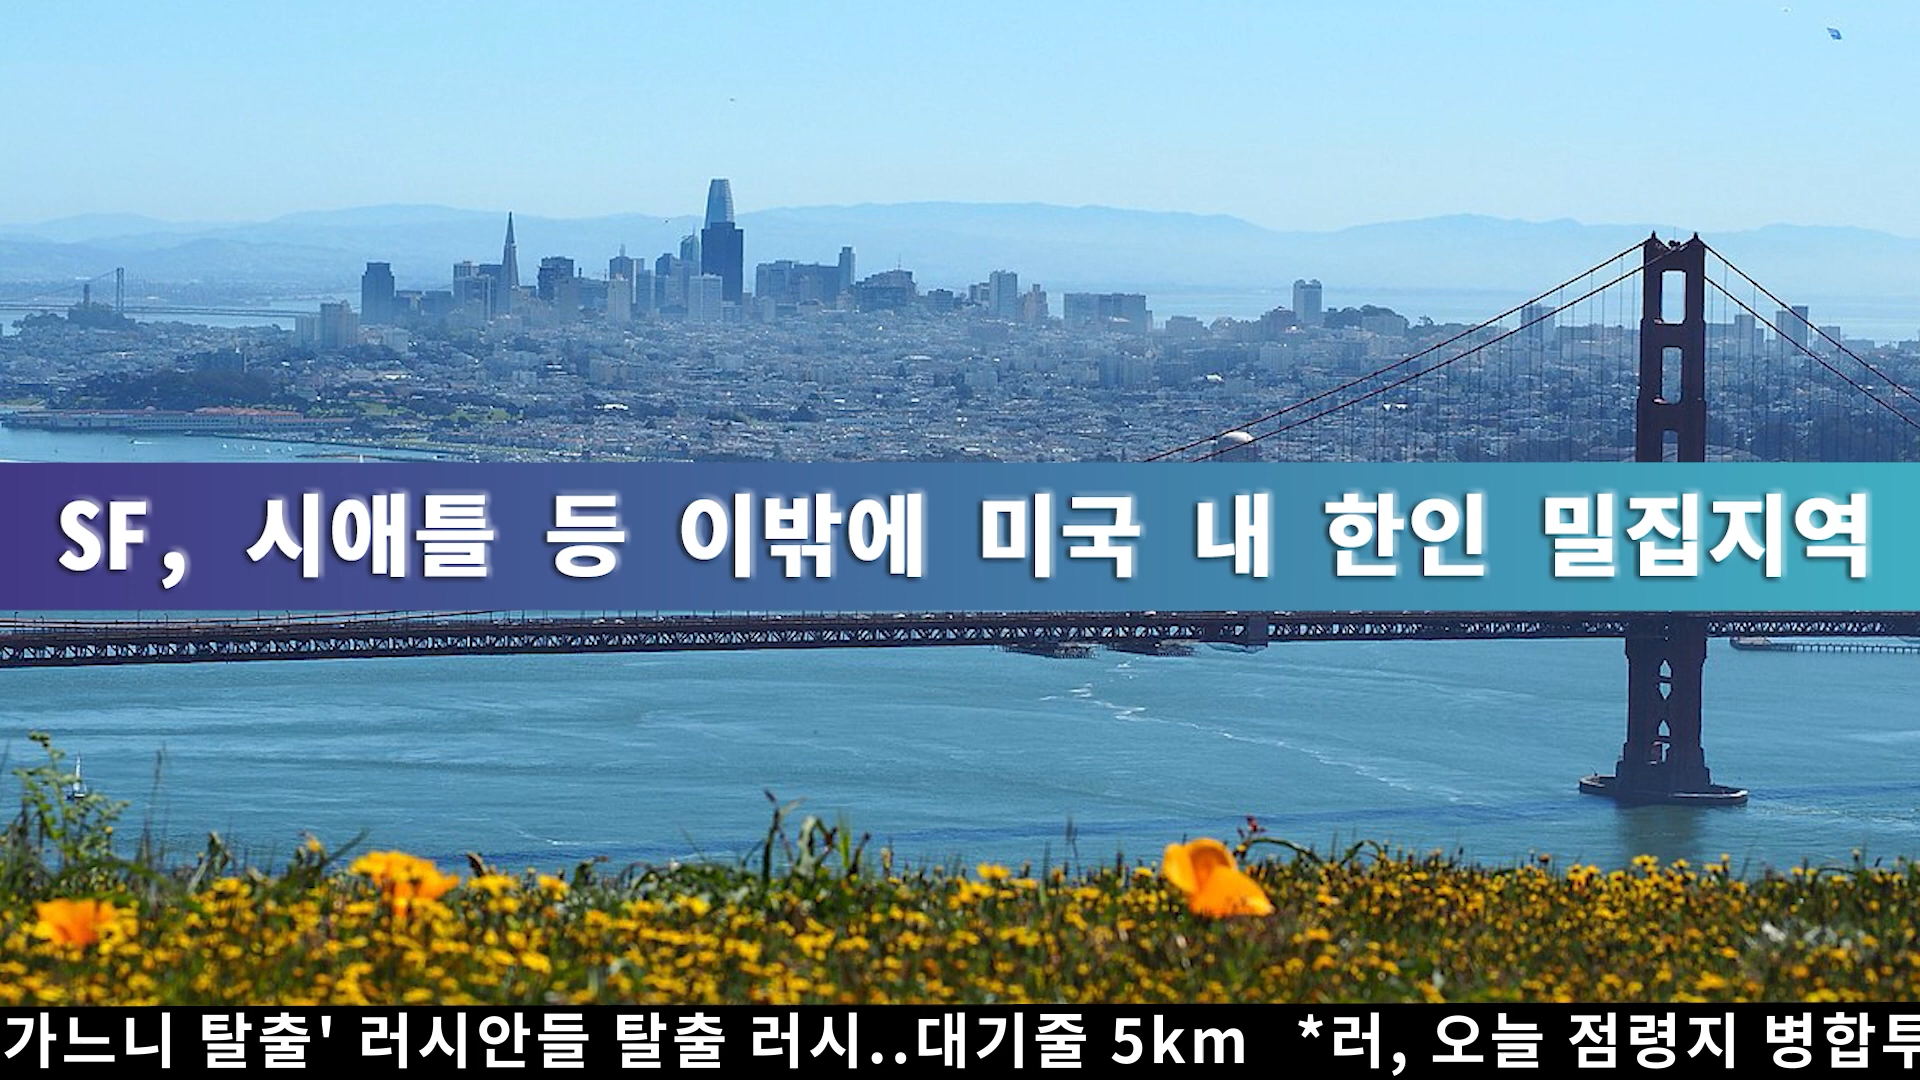 SF, 시애틀 등 이밖에 미국 내 한인 밀집지역
가느니 탈출' 러시안들 탈출 러시..대기줄 5km *러, 오늘 점령지 병합투